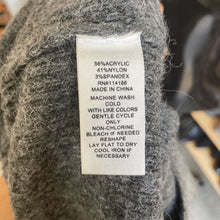 56%ACRYLIC
41%NYLON
3%SPANDEX
RN#114186
MADE IN CHINA
MACHINE WASH
COLD
WITH LIKE COLORS
GENTLE CYCLE
ONLY
NON-CHLORINE
BLEACH IF NEEDED
RESHAPE
LAY FLAT TO DRY
COOL IRON IF
NECESSARY